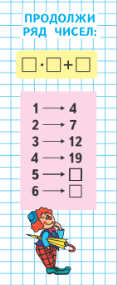 ПРОДОЛЖИ
РЯД ЧИСЕЛ:
□·□+□
1 → 4
2 → 7
3 → 12
4 → 19
5 → □
6 → □